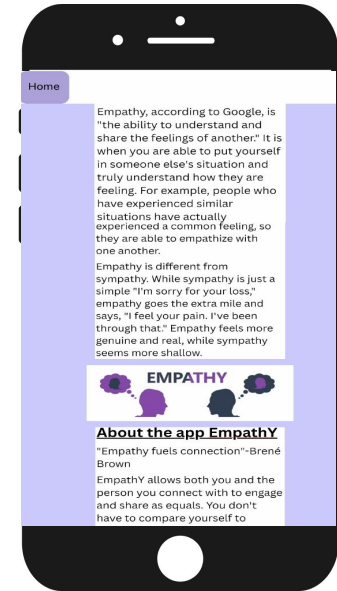 Home
Empathy, according to Google, is
"the ability to understand and
share the feelings of another." It is
when you are able to put yourself
in someone else's situation and
truly understand how they are
feeling. For example, people who
have experienced similar
situations have actually
experienced a common feeling, so
they are able to empathize with
one another.
Empathy is different from
sympathy. While sympathy is just a
simple "I'm sorry for your loss,"
empathy goes the extra mile and
says, "I feel your pain. I've been
through that." Empathy feels more
genuine and real, while sympathy
seems more shallow.
EMPATHY
About the app EmpathY
"Empathy fuels connection"-Brené
Brown
EmpathY allows both you and the
person you connect with to engage
and share as equals. You don't
have to compare yourself to